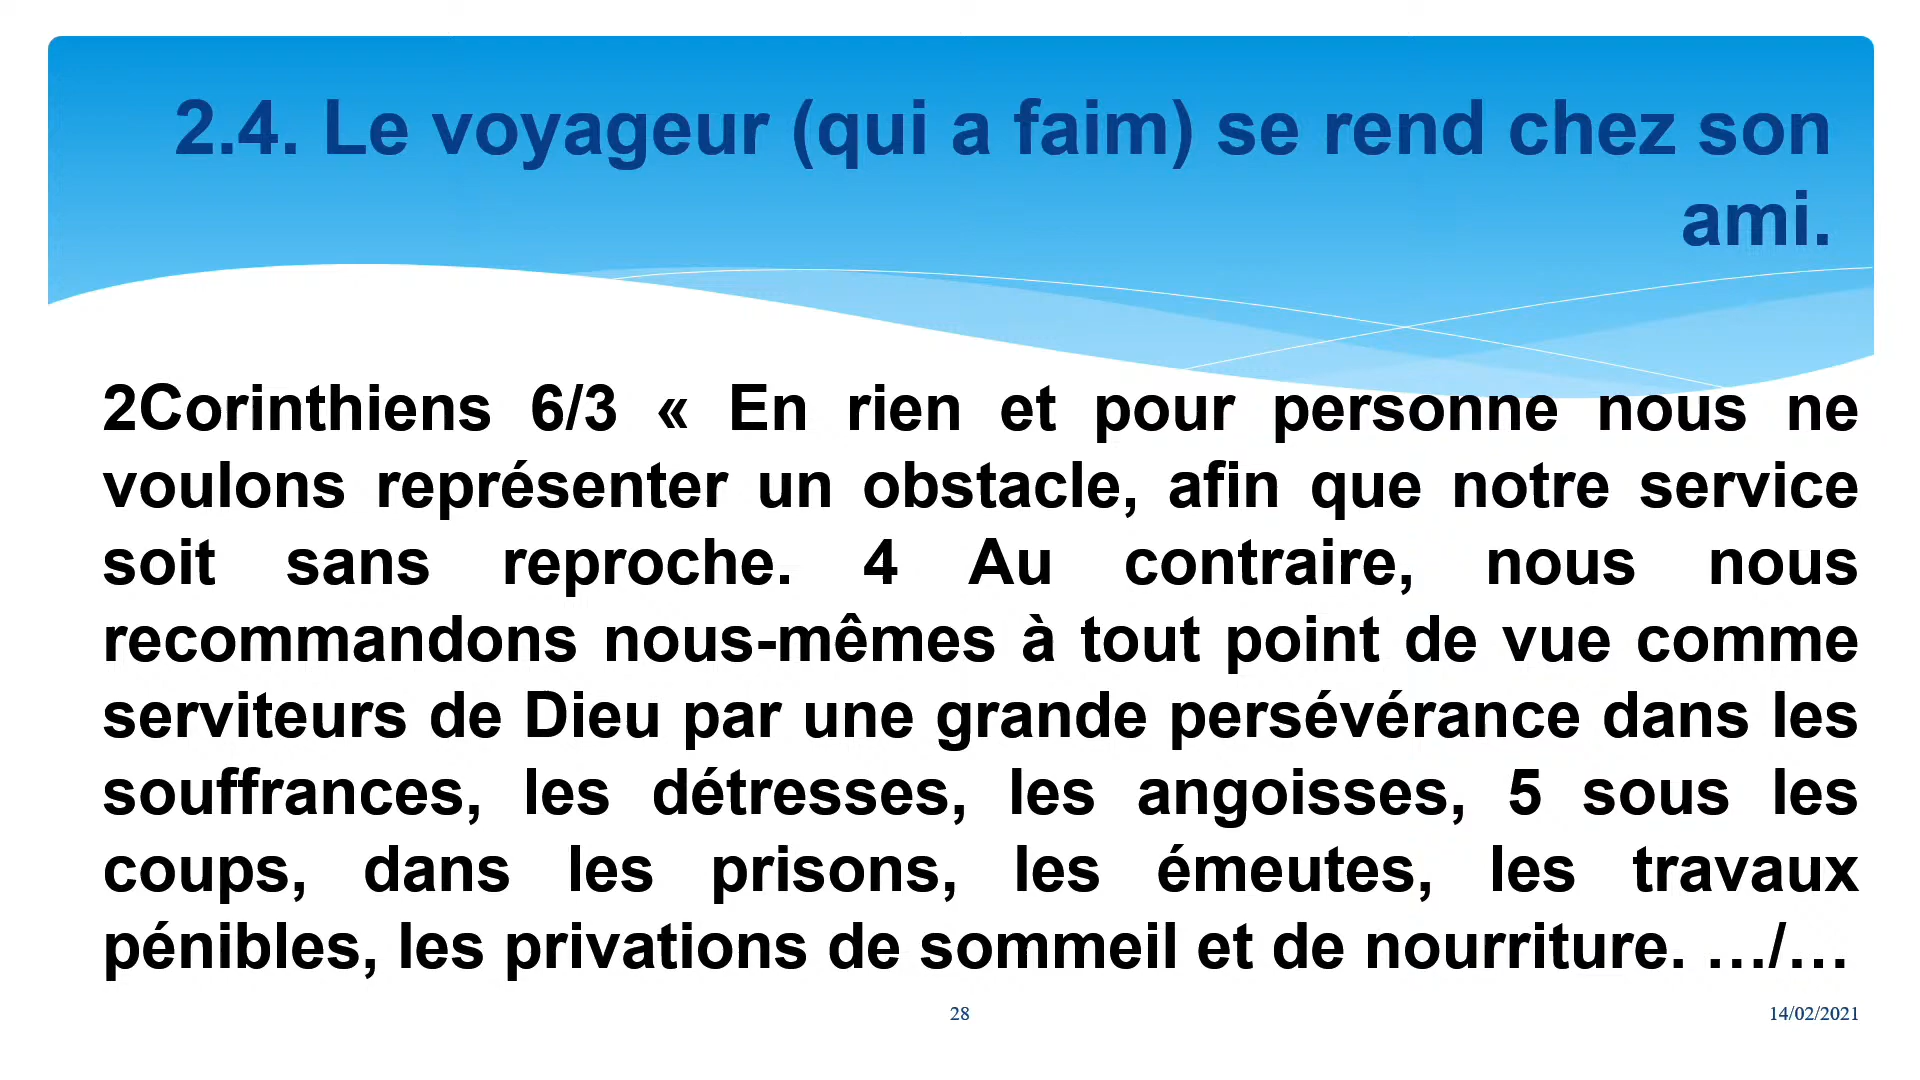 2.4. Le voyageur (qui a faim) se rend chez son
ami.
2Corinthiens 6/3 « En rien et pour personne nous ne
voulons représenter un obstacle, afin que notre service
soit sans reproche. 4 Au contraire, nous nous
recommandons nous-mêmes à tout point de vue comme
serviteurs de Dieu par une grande persévérance dans les
souffrances, les détresses, les angoisses, 5 sous les
coups, dans les prisons, les émeutes, les travaux
pénibles, les privations de sommeil et de nourriture. …/…
28
14/02/2021